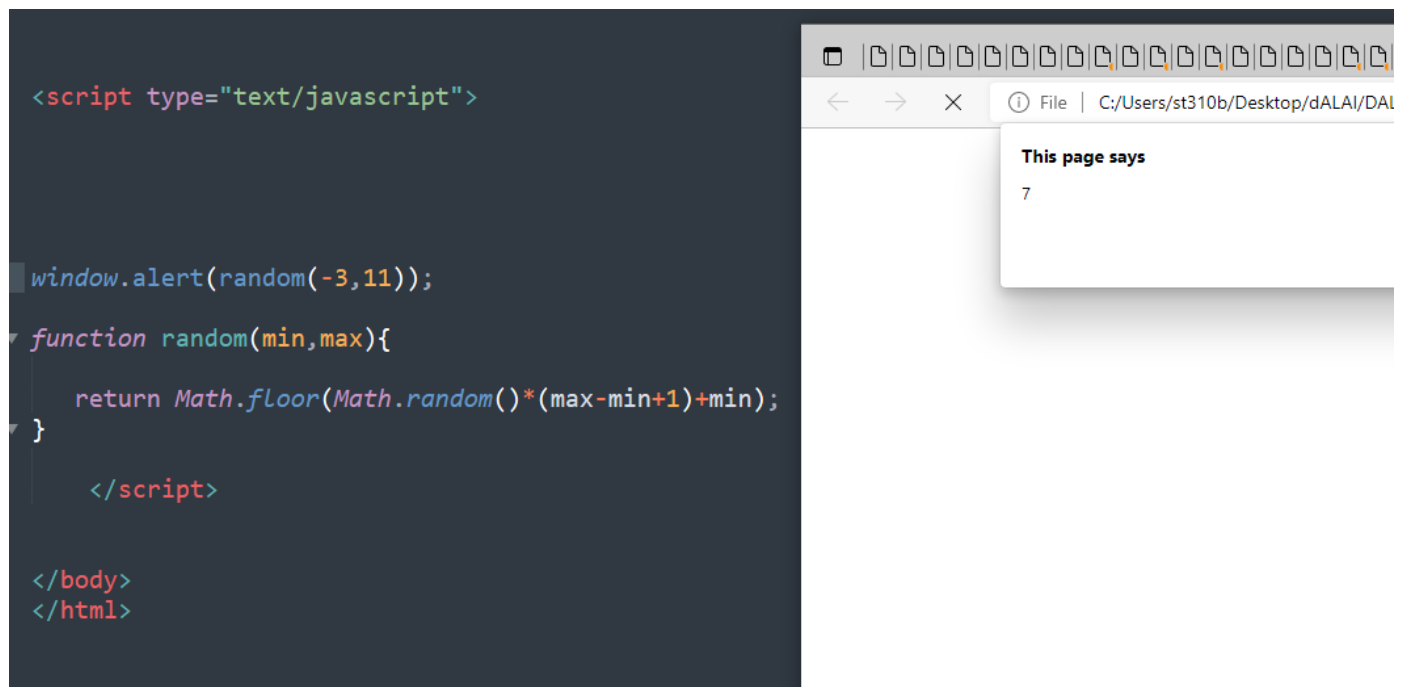 <script type="text/javascript">
window.alert(random(-3,11));
function random(min,max){
return Math.floor(Math.random()*(max-min+1)+min);
}
</script>
</body>
</html>
File | C:/Users/st310b/Desktop/dALAI/DAL
This page says
7